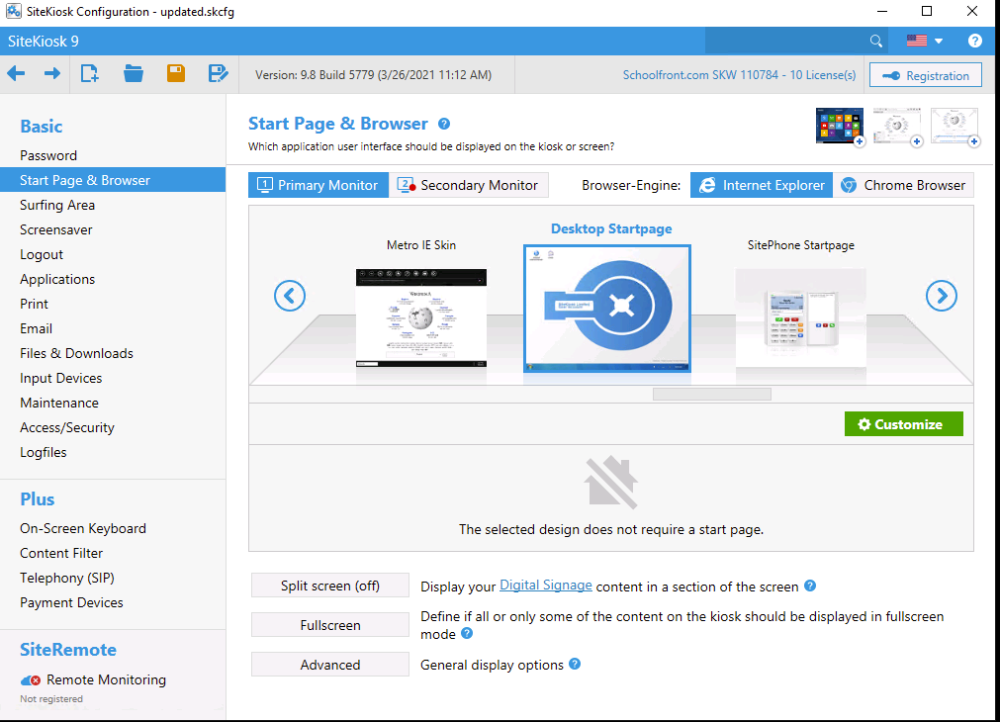 SiteKiosk Configuration - updated.skcfg
SiteKiosk 9
Version: 9.8 Build 5779 (3/26/2021 11:12 AM)
Schoolfront.com SKW 110784 - 10 License(s)
Registration
Basic
Password
Start Page & Browser
Surfing Area
Screensaver
Logout
Applications
Print
Email
Files & Downloads
Input Devices
Maintenance
Access/Security
Logfiles
Plus
On-Screen Keyboard
Content Filter
Telephony (SIP)
Payment Devices
SiteRemote
Remote Monitoring
Not registered
Start Page & Browser
Which application user interface should be displayed on the kiosk or screen?
1 Primary Monitor
2 Secondary Monitor
Browser-Engine:
Internet Explorer
Chrome Browser
Metro IE Skin
Desktop Startpage
SitePhone Startpage
Customize
The selected design does not require a start page.
Split screen (off)
Display your Digital Signage content in a section of the screen
Fullscreen
Define if all or only some of the content on the kiosk should be displayed in fullscreen
mode
Advanced
General display options